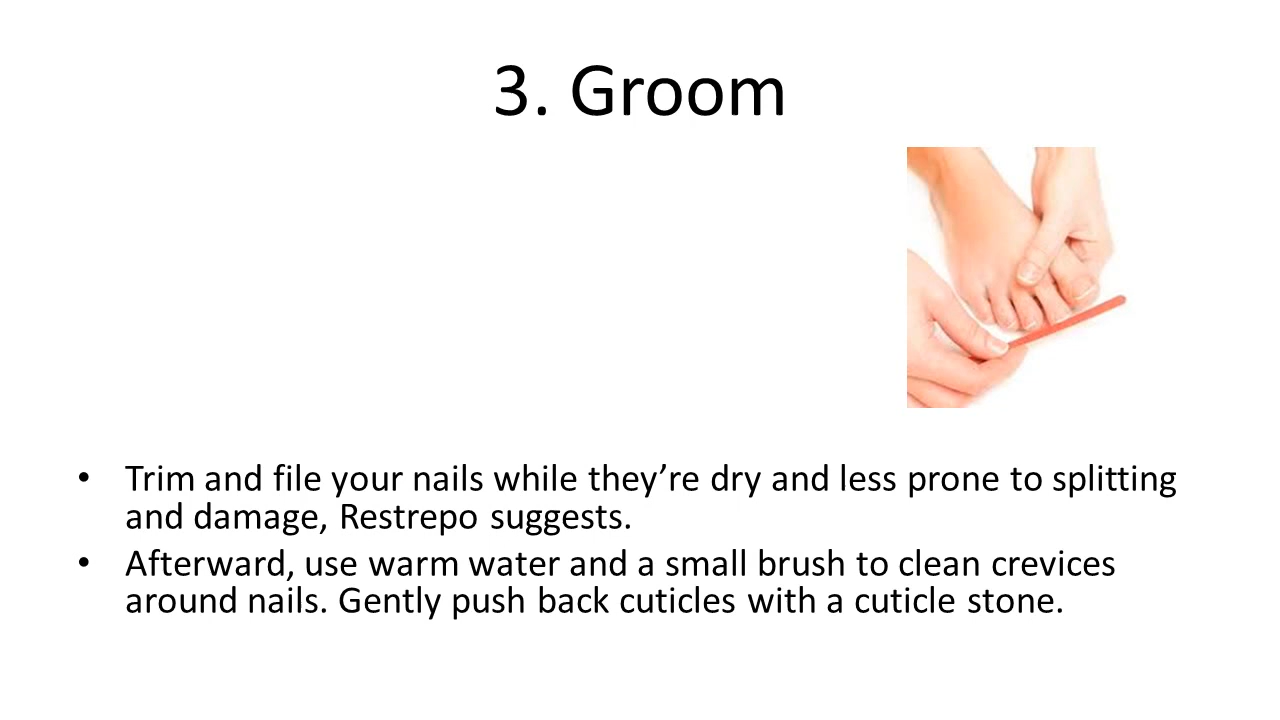 3. Groom
• Trim and file your nails while they’re dry and less prone to splitting
and damage, Restrepo suggests.
• Afterward, use warm water and a small brush to clean crevices
around nails. Gently push back cuticles with a cuticle stone.